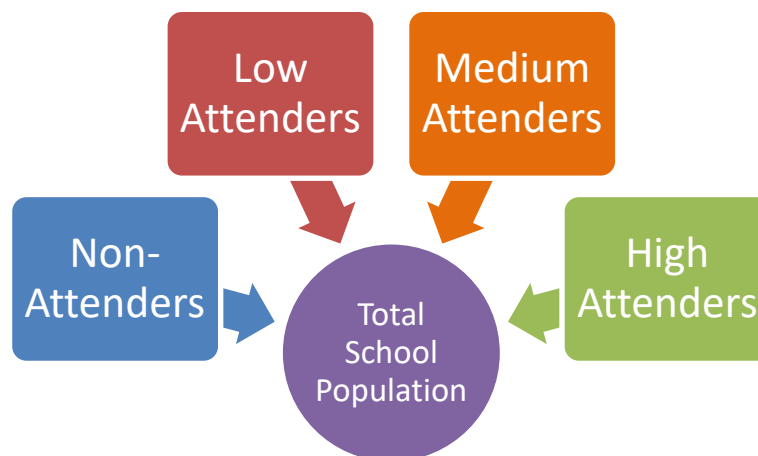 Low
Attenders
Medium
Attenders
Non-
Attenders
High
Attenders
Total
School
Population